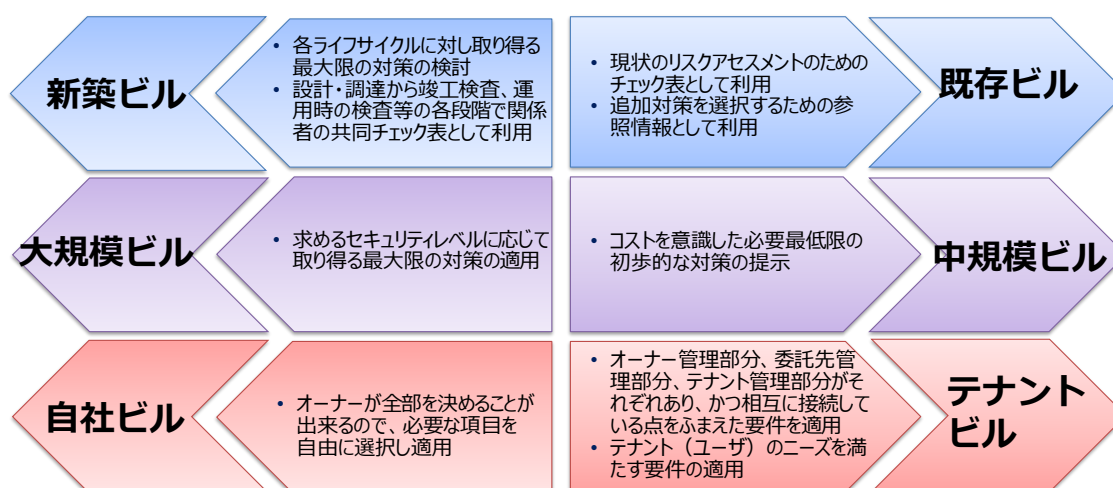 新築ビル
• 各ライフサイクルに対し取り得る
最大限の対策の検討
• 設計・調達から竣工検査、運
用時の検査等の各段階で関係
者の共同チェック表として利用
• 現状のリスクアセスメントのための
チェック表として利用
• 追加対策を選択するための参
照情報として利用
既存ビル
大規模ビル
• 求めるセキュリティレベルに応じて
取り得る最大限の対策の適用
• コストを意識した必要最低限の
初歩的な対策の提示
中規模ビル
自社ビル
• オーナーが全部を決めることが
出来るので、必要な項目を
自由に選択し適用
• オーナー管理部分、委託先管
理部分、テナント管理部分がそ
れぞれあり、かつ相互に接続して
いる点をふまえた要件を適用
• テナント（ユーザ）のニーズを満
たす要件の適用
テナント
ビル